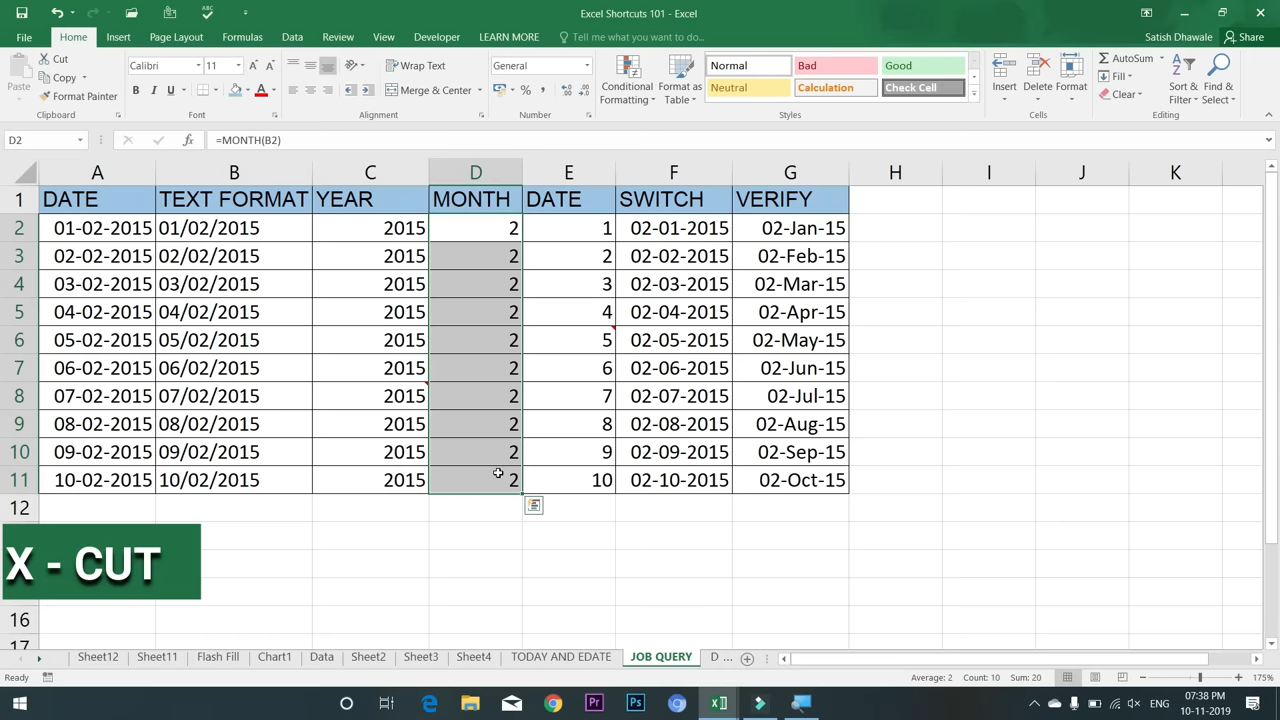 Excel Shortcuts 101 - Excel
File Home Insert Page Layout Formulas Data Review View Developer LEARN MORE Tell me what you want to do... Satish Dhawale Share
Paste Cut Copy Format Painter
Calibri 11
Wrap Text
Merge & Center
General
Conditional Formatting
Format as Table
Normal Bad Good
Neutral Calculation Check Cell
Insert Delete Format
AutoSum Fill Clear
Sort & Filter
Find & Select
Clipboard Font Alignment Number Styles Cells Editing
D2 fx =MONTH(B2)
A B C D E F G H I J K
1 DATE TEXT FORMAT YEAR MONTH DATE SWITCH VERIFY
2 01-02-2015 01/02/2015 2015 2 1 02-01-2015 02-Jan-15
3 02-02-2015 02/02/2015 2015 2 2 02-02-2015 02-Feb-15
4 03-02-2015 03/02/2015 2015 2 3 02-03-2015 02-Mar-15
5 04-02-2015 04/02/2015 2015 2 4 02-04-2015 02-Apr-15
6 05-02-2015 05/02/2015 2015 2 5 02-05-2015 02-May-15
7 06-02-2015 06/02/2015 2015 2 6 02-06-2015 02-Jun-15
8 07-02-2015 07/02/2015 2015 2 7 02-07-2015 02-Jul-15
9 08-02-2015 08/02/2015 2015 2 8 02-08-2015 02-Aug-15
10 09-02-2015 09/02/2015 2015 2 9 02-09-2015 02-Sep-15
11 10-02-2015 10/02/2015 2015 2 10 02-10-2015 02-Oct-15
12
X - CUT
16
17
Sheet12 Sheet11 Flash Fill Chart1 Data Sheet2 Sheet3 Sheet4 TODAY AND EDATE JOB QUERY D ...
Ready Average: 2 Count: 10 Sum: 20 175%
Pr Ps ENG 07:38 PM
10-11-2019